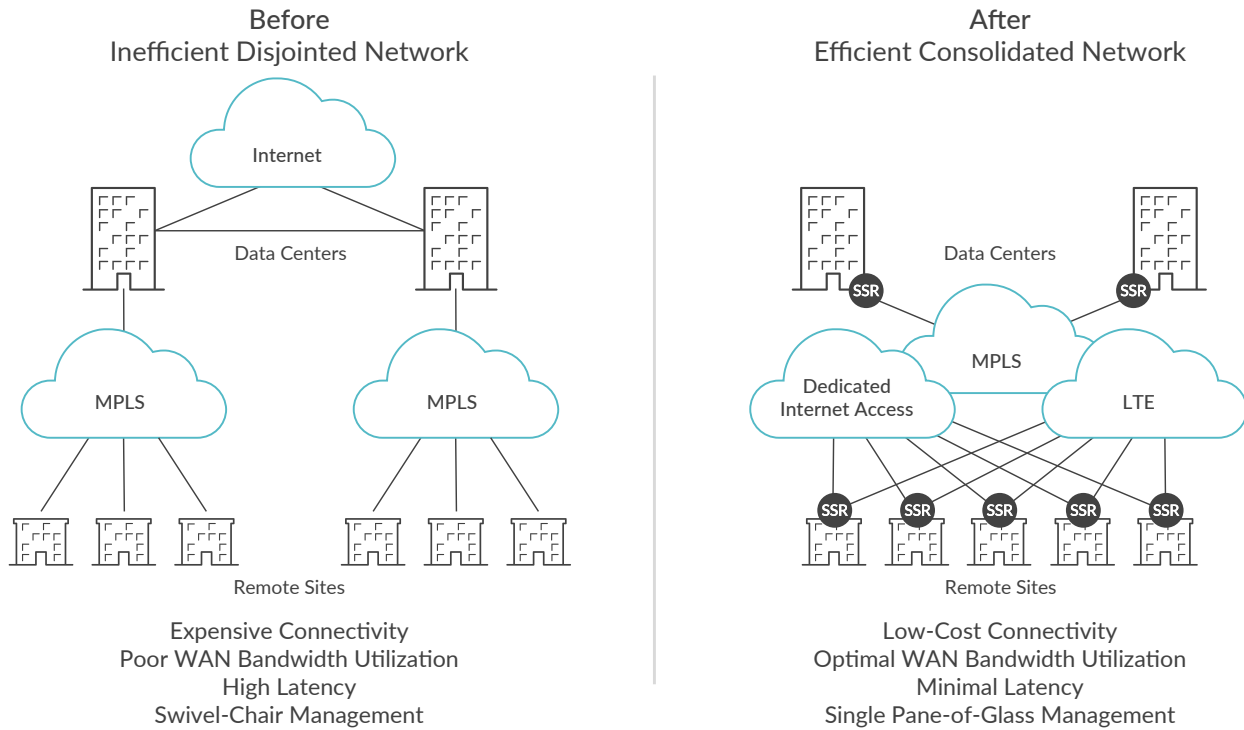 Before
Inefficient Disjointed Network
Internet
Data Centers
MPLS
MPLS
Remote Sites
Expensive Connectivity
Poor WAN Bandwidth Utilization
High Latency
Swivel-Chair Management
After
Efficient Consolidated Network
Data Centers
SSR
SSR
MPLS
Dedicated
Internet Access
LTE
SSR
SSR
SSR
SSR
SSR
Remote Sites
Low-Cost Connectivity
Optimal WAN Bandwidth Utilization
Minimal Latency
Single Pane-of-Glass Management